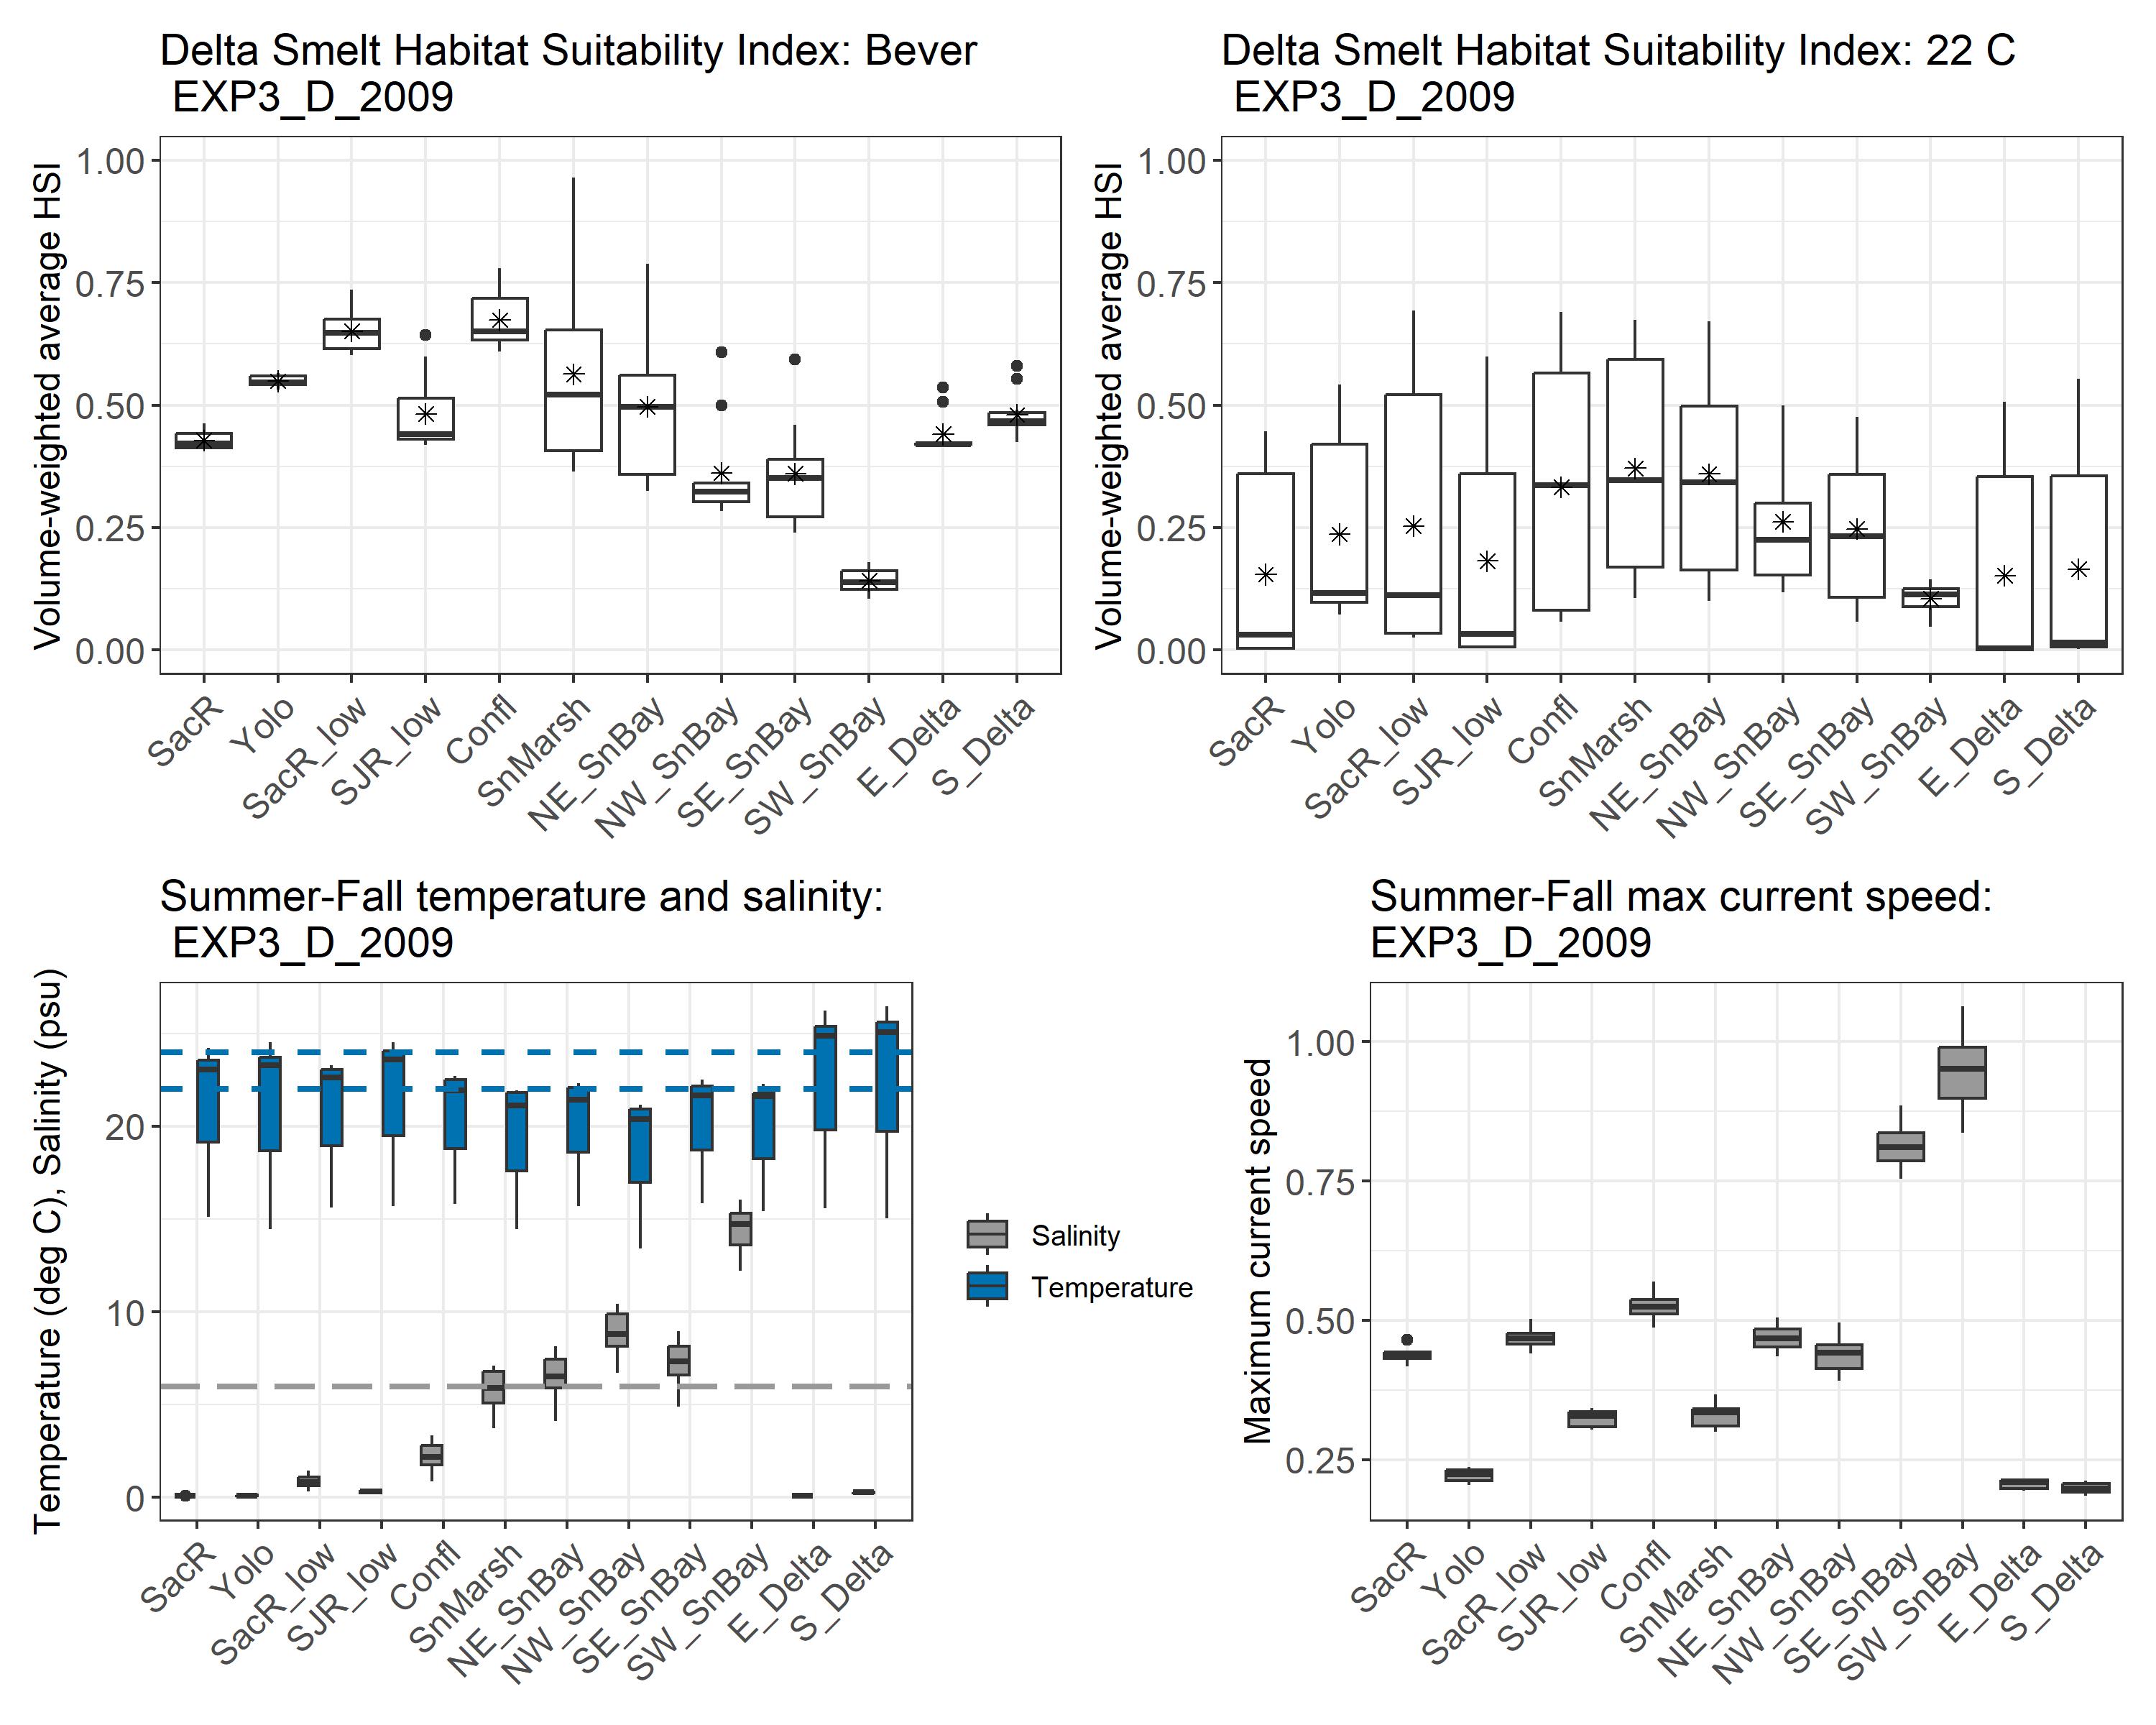 Delta Smelt Habitat Suitability Index: Bever
EXP3_D_2009
Volume-weighted average HSI
1.00
0.75
0.50
0.25
0.00
SacR
Yolo
SacR_low
SJR_low
Confl
SnMarsh
NE_SnBay
NW_SnBay
SE_SnBay
SW_SnBay
E_Delta
S_Delta
Delta Smelt Habitat Suitability Index: 22 C
EXP3_D_2009
Volume-weighted average HSI
1.00
0.75
0.50
0.25
0.00
SacR
Yolo
SacR_low
SJR_low
Confl
SnMarsh
NE_SnBay
NW_SnBay
SE_SnBay
SW_SnBay
E_Delta
S_Delta
Summer-Fall temperature and salinity:
EXP3_D_2009
Temperature (deg C), Salinity (psu)
20
10
0
SacR
Yolo
SacR_low
SJR_low
Confl
SnMarsh
NE_SnBay
NW_SnBay
SE_SnBay
SW_SnBay
E_Delta
S_Delta
Salinity
Temperature
Summer-Fall max current speed:
EXP3_D_2009
Maximum current speed
1.00
0.75
0.50
0.25
SacR
Yolo
SacR_low
SJR_low
Confl
SnMarsh
NE_SnBay
NW_SnBay
SE_SnBay
SW_SnBay
E_Delta
S_Delta